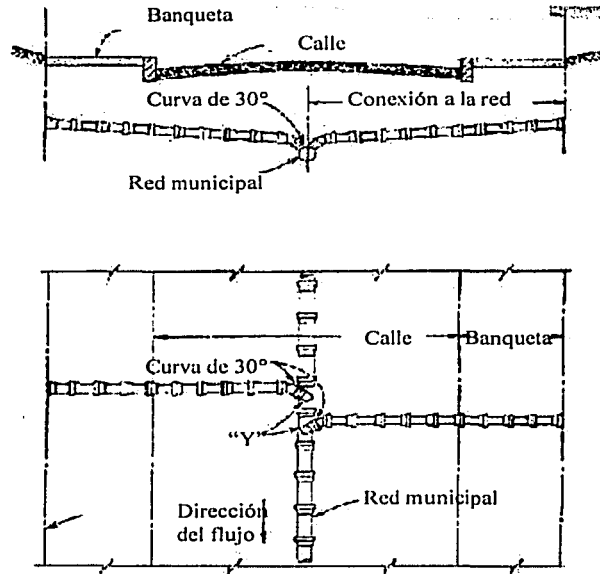 Banqueta
Calle
Curva de 30°
Conexión a la red
Red municipal
Calle
Banqueta
Curva de 30°
“Y”
Red municipal
Dirección
del flujo